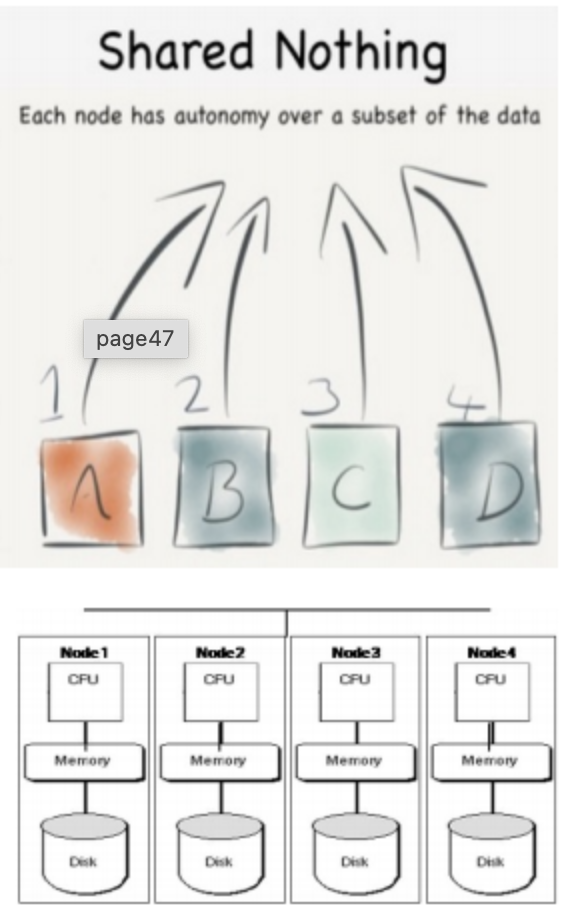 Shared Nothing
Each node has autonomy over a subset of the data
page47
1 2 3 4
A B C D
Node1 Node2 Node3 Node4
CPU CPU CPU CPU
Memory Memory Memory Memory
Disk Disk Disk Disk